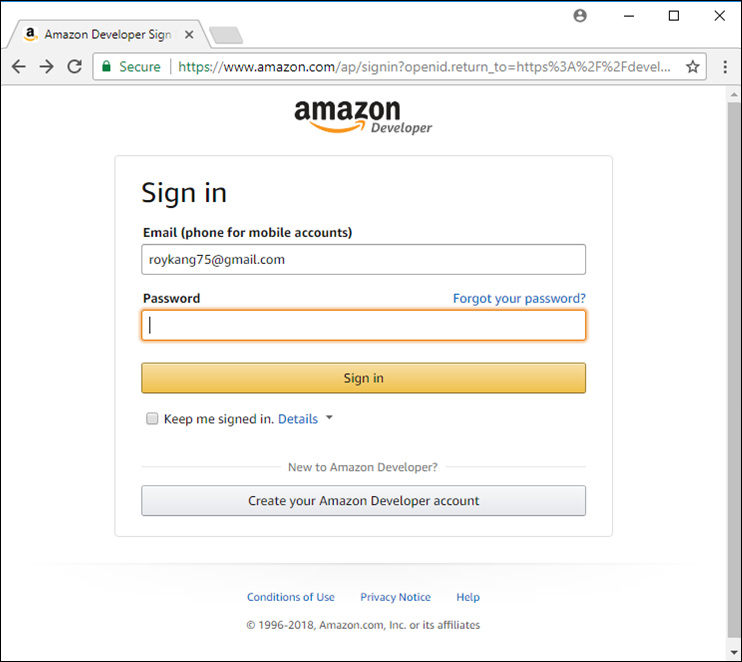 Amazon Developer Sign
Secure https://www.amazon.com/ap/signin?openid.return_to=https%3A%2F%2Fdevel...
amazon
Developer
Sign in
Email (phone for mobile accounts)
roykang75@gmail.com
Password Forgot your password?
Sign in
Keep me signed in. Details
New to Amazon Developer?
Create your Amazon Developer account
Conditions of Use Privacy Notice Help
© 1996-2018, Amazon.com, Inc. or its affiliates